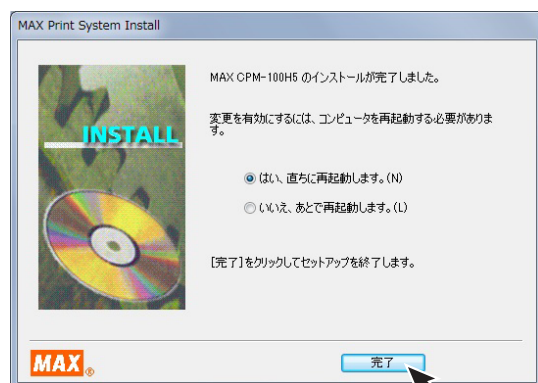 MAX Print System Install
MAX CPM-100H5 のインストールが完了しました。
変更を有効にするには、コンピュータを再起動する必要がありま
す。
INSTALL
はい、直ちに再起動します。(N)
いいえ、あとで再起動します。(L)
[完了]をクリックしてセットアップを終了します。
MAX®
完了